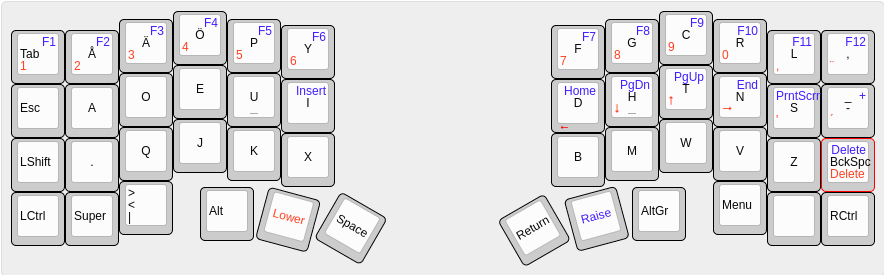 F1 F2 F3 F4 F5 F6 F7 F8 F9 F10 F11 F12
Tab Å Ä Ö P Y F G C R L ,
1 2 3 4 5 6 7 8 9 0 ´ ¨
Insert Home PgDn PgUp End PrntScrn +
Esc A O E U I D H T N S _ -
_ ← ↓ _ ↑ → ' ´
Delete
LShift . Q J K X B M W V Z BckSpc
Delete
LCtrl Super > Alt Lower Space Return Raise AltGr Menu RCtrl
<
|